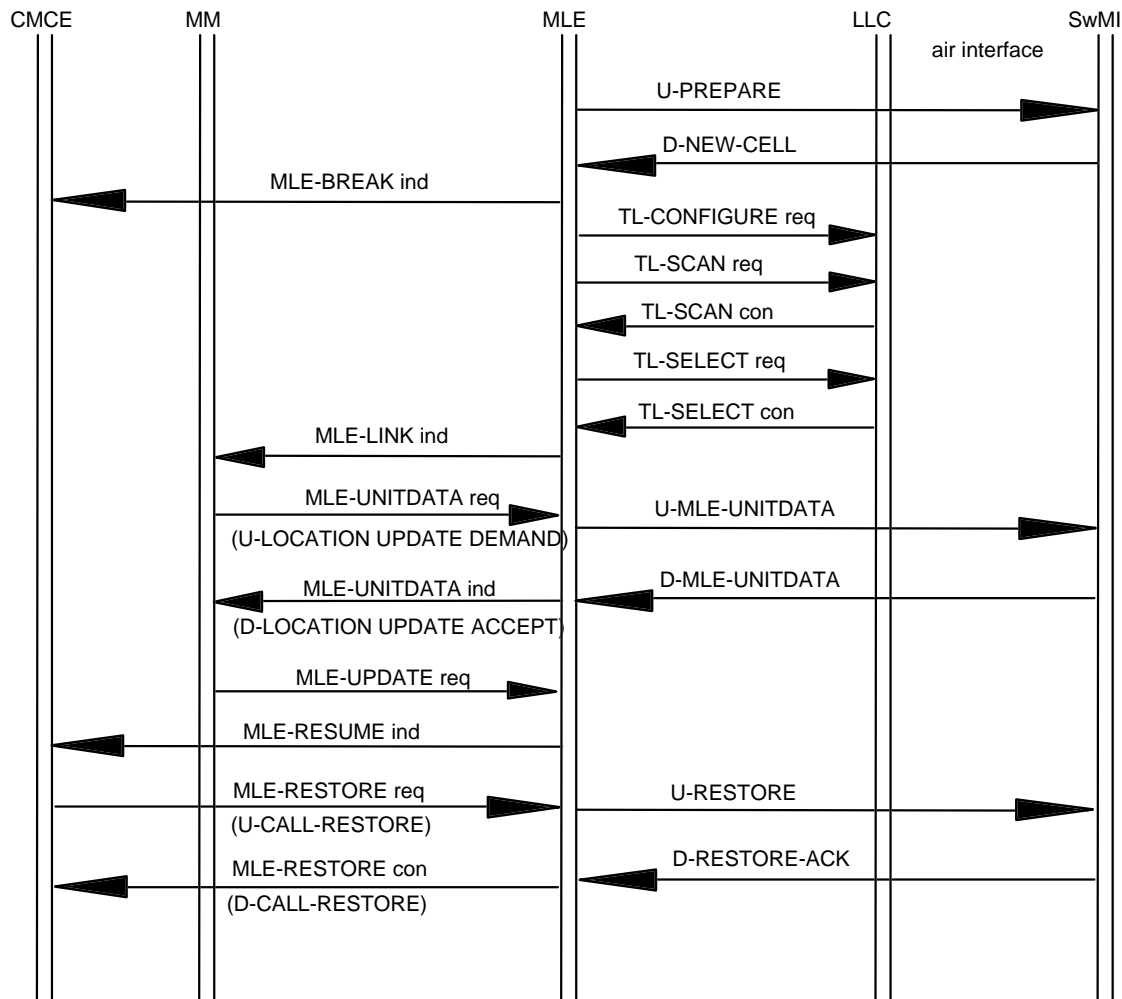 CMCE MM MLE LLC SwMI
air interface
U-PREPARE
D-NEW-CELL
MLE-BREAK ind
TL-CONFIGURE req
TL-SCAN req
TL-SCAN con
TL-SELECT req
TL-SELECT con
MLE-LINK ind
MLE-UNITDATA req U-MLE-UNITDATA
(U-LOCATION UPDATE DEMAND)
MLE-UNITDATA ind D-MLE-UNITDATA
(D-LOCATION UPDATE ACCEPT)
MLE-UPDATE req
MLE-RESUME ind
MLE-RESTORE req U-RESTORE
(U-CALL-RESTORE)
MLE-RESTORE con D-RESTORE-ACK
(D-CALL-RESTORE)